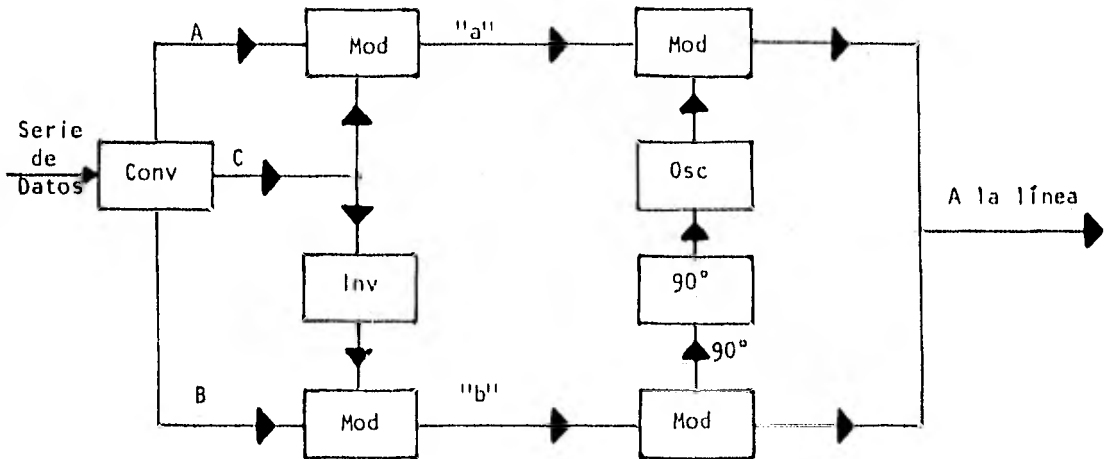 A
Mod
"a"
Mod
Serie
de
Datos
Conv
C
Osc
A la línea
Inv
90°
90°
B
Mod
"b"
Mod